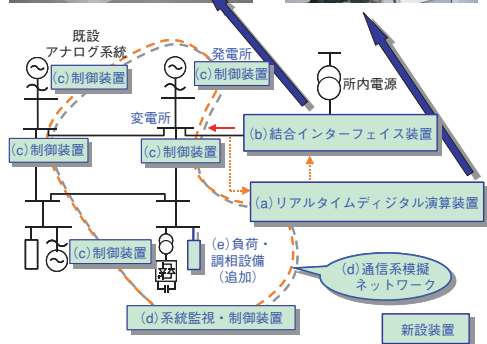 既設
アナログ系統
発電所
(c)制御装置
(c)制御装置
所内電源
変電所
(b)結合インターフェイス装置
(c)制御装置
(c)制御装置
(a)リアルタイムディジタル演算装置
(c)制御装置
(e)負荷・
調相設備
(追加)
(d)通信系模擬
ネットワーク
(d)系統監視・制御装置
新設装置